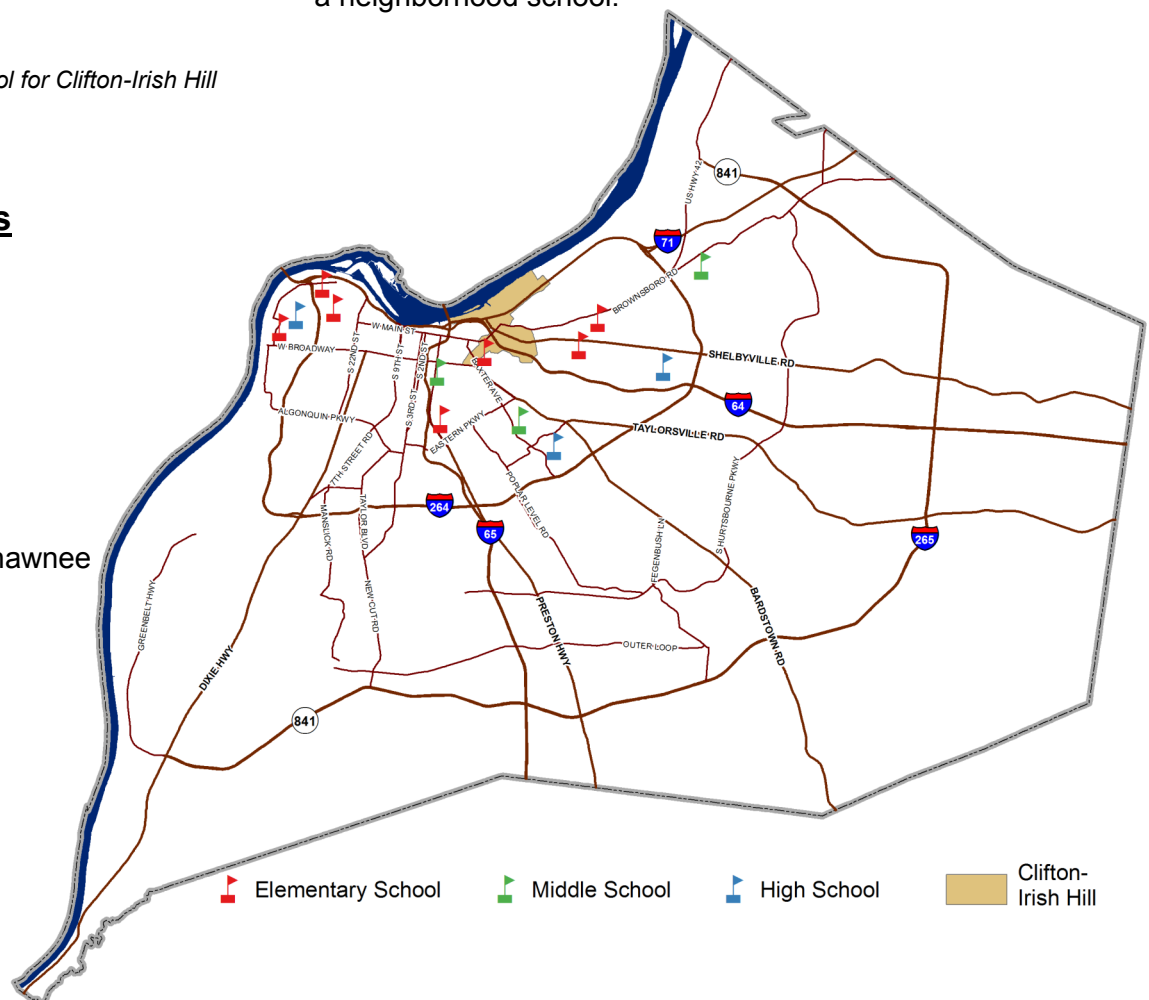 a neighborhood school.
ol for Clifton-Irish Hill
s
hawnee
US HWY 42
841
71
BROWNSBORO RD
W MAIN ST
W BROADWAY
S 22ND ST
S 9TH ST
S 2ND ST
S 3RD ST
BAXTER AVE
SHELBYVILLE RD
64
ALGONQUIN PKWY
EASTERN PKWY
TAYLORSVILLE RD
7TH STREET RD
264
65
265
MANSLICK RD
TAYLOR BLVD
POPLAR LEVEL RD
FEGENBUSH LN
S HURTSBOURNE PKWY
GREENBELT HWY
NEW CUT RD
PRESTON HWY
BARDSTOWN RD
DIXIE HWY
OUTER LOOP
841
Elementary School
Middle School
High School
Clifton-
Irish Hill